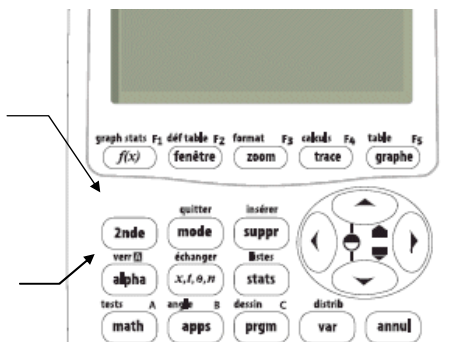 graph stats F1 déf table F2 format F3 calculs F4 table F5
f(x) fenêtre zoom trace graphe
quitter insérer
2nde mode suppr
verr A échanger listes
alpha x,t,θ,n stats
tests A angle B dessin C distrib
math apps prgm var annul